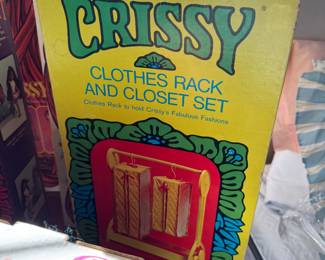 CRISSY
CLOTHES RACK
AND CLOSET SET
Clothes Rack to hold Crissy's Fabulous Fashions